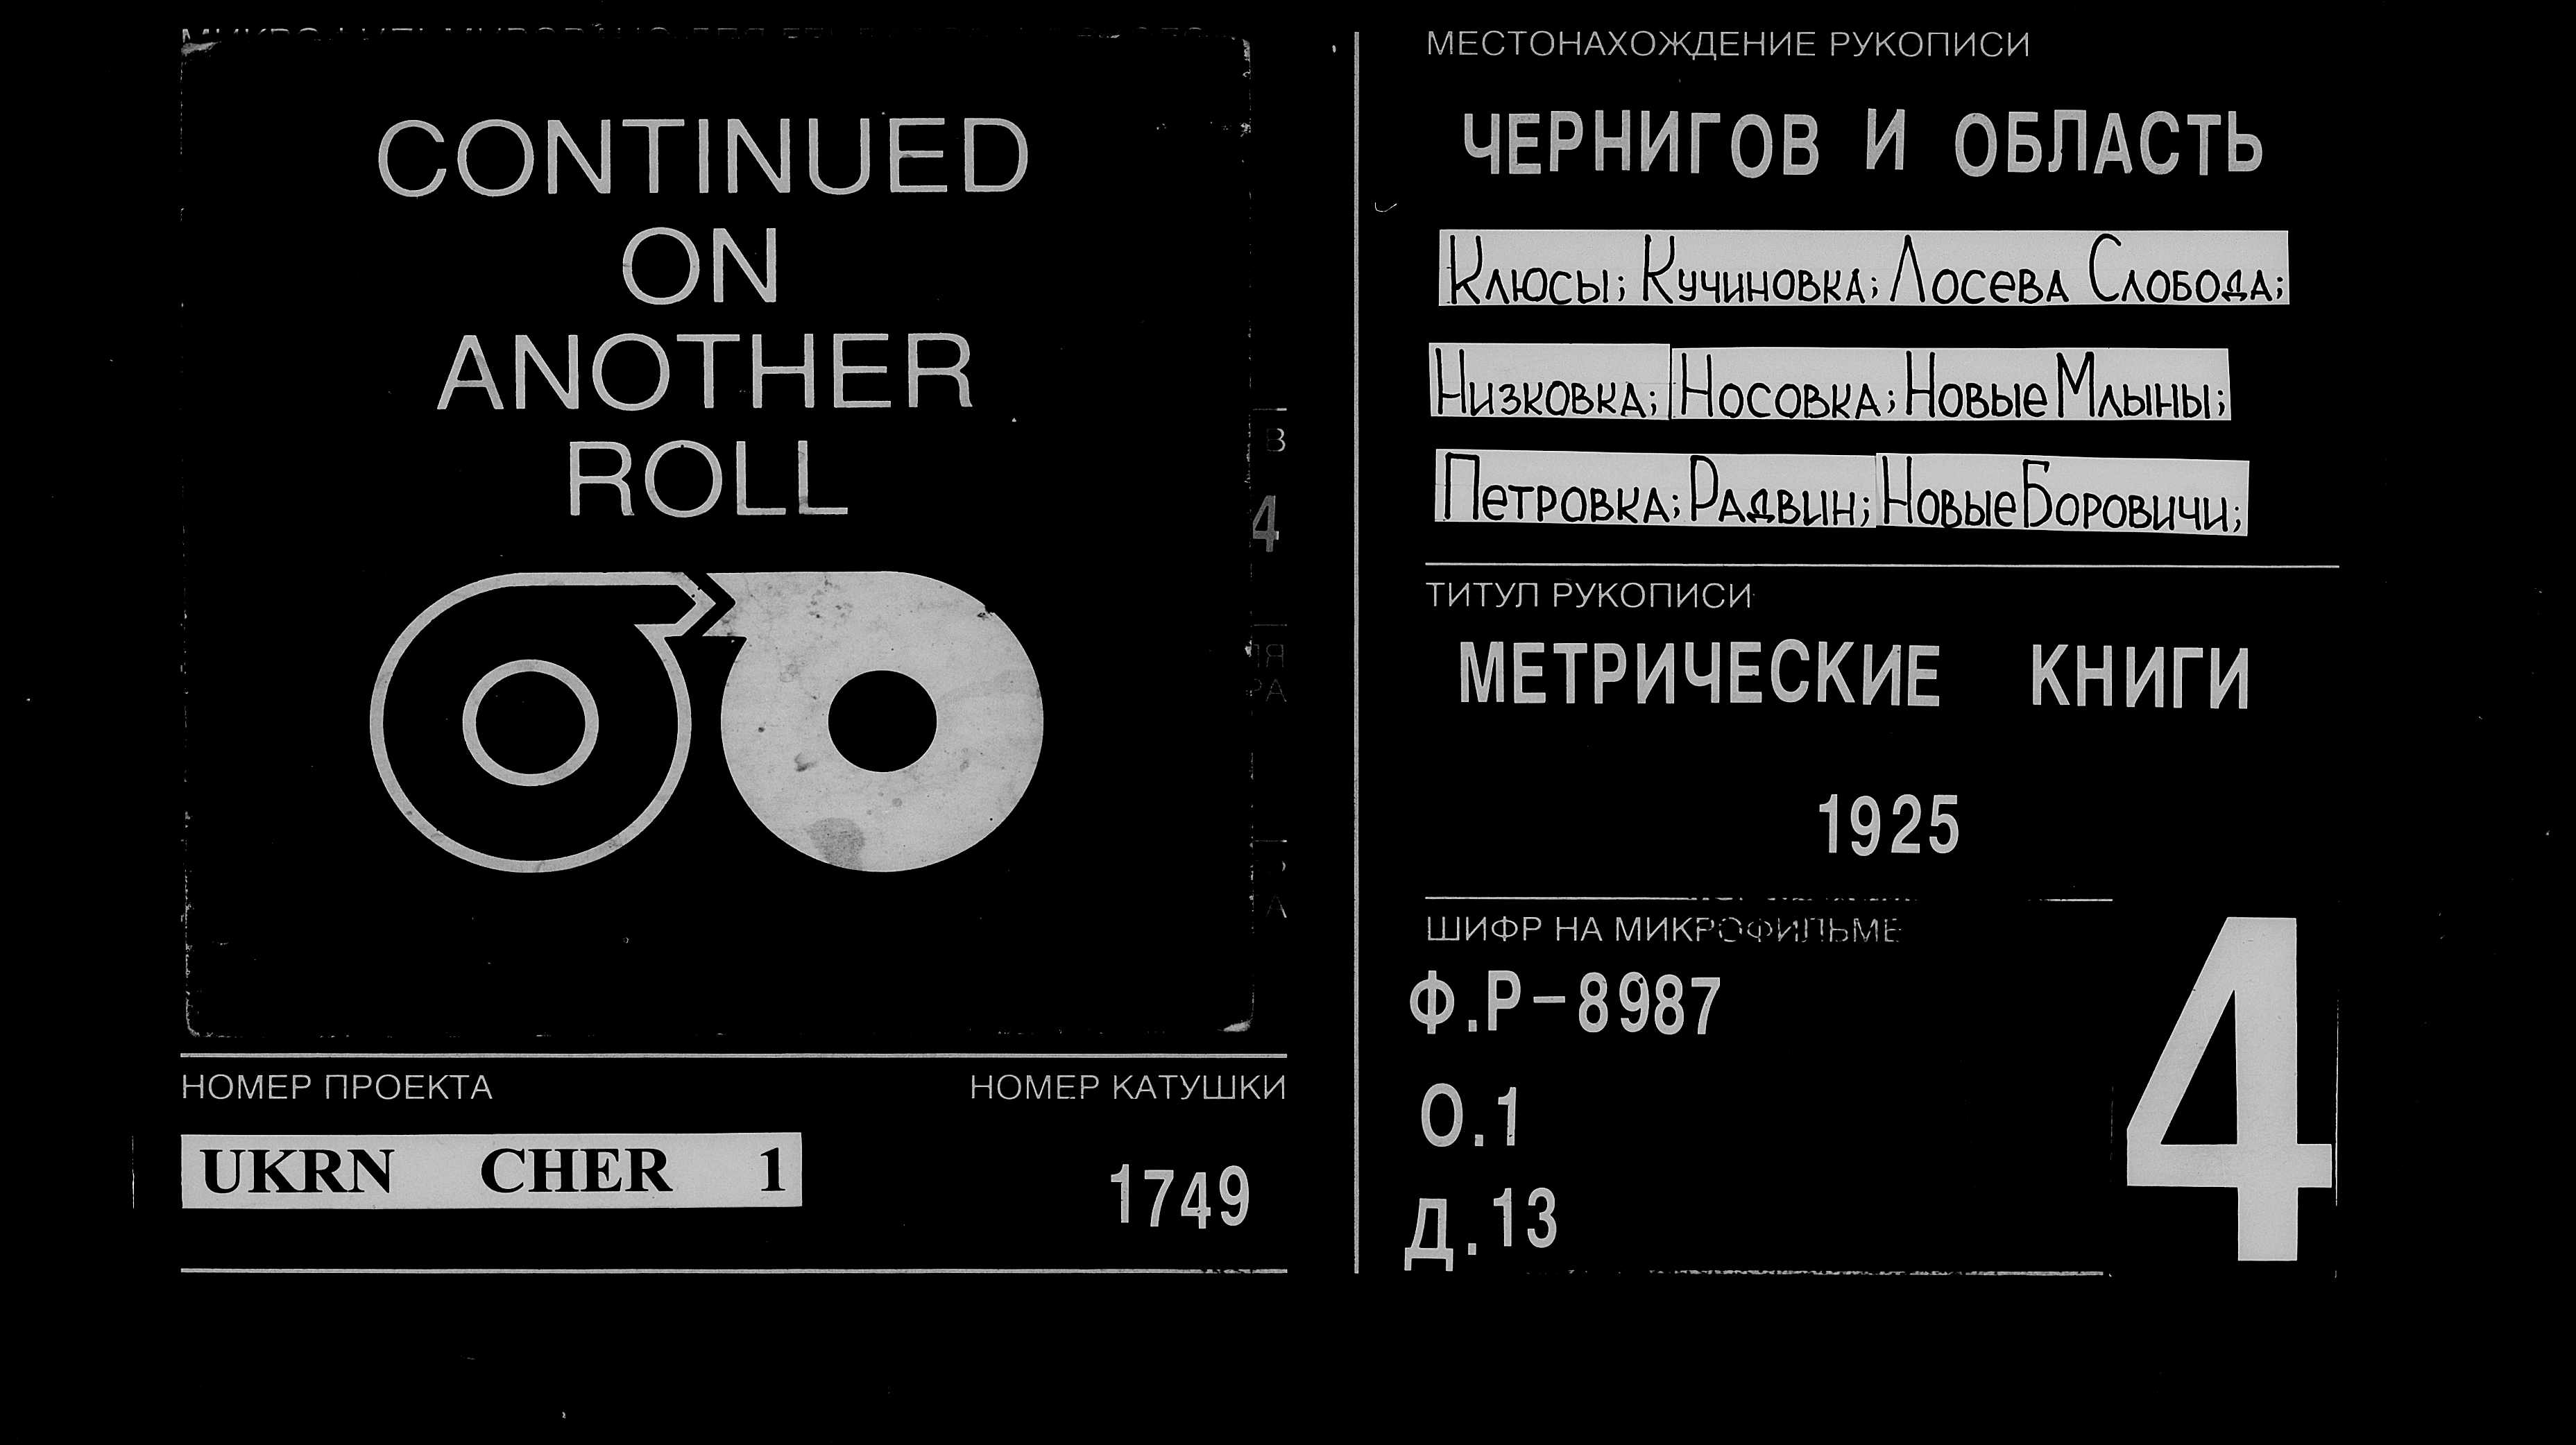 CONTINUED
ON
ANOTHER
ROLL
В
4
НОМЕР ПРОЕКТА
НОМЕР КАТУШКИ
UKRN CHER 1
1749
МЕСТОНАХОЖДЕНИЕ РУКОПИСИ
ЧЕРНИГОВ И ОБЛАСТЬ
Клюсы; Кучиновка; Лосева Слобода;
Низковка; Носовка; Новые Млыны;
Петровка; Радвин; Новые Боровичи;
ТИТУЛ РУКОПИСИ
МЕТРИЧЕСКИЕ КНИГИ
1925
ШИФР НА МИКРОФИЛЬМЕ
Ф.Р-8987
О.1
Д.13
4